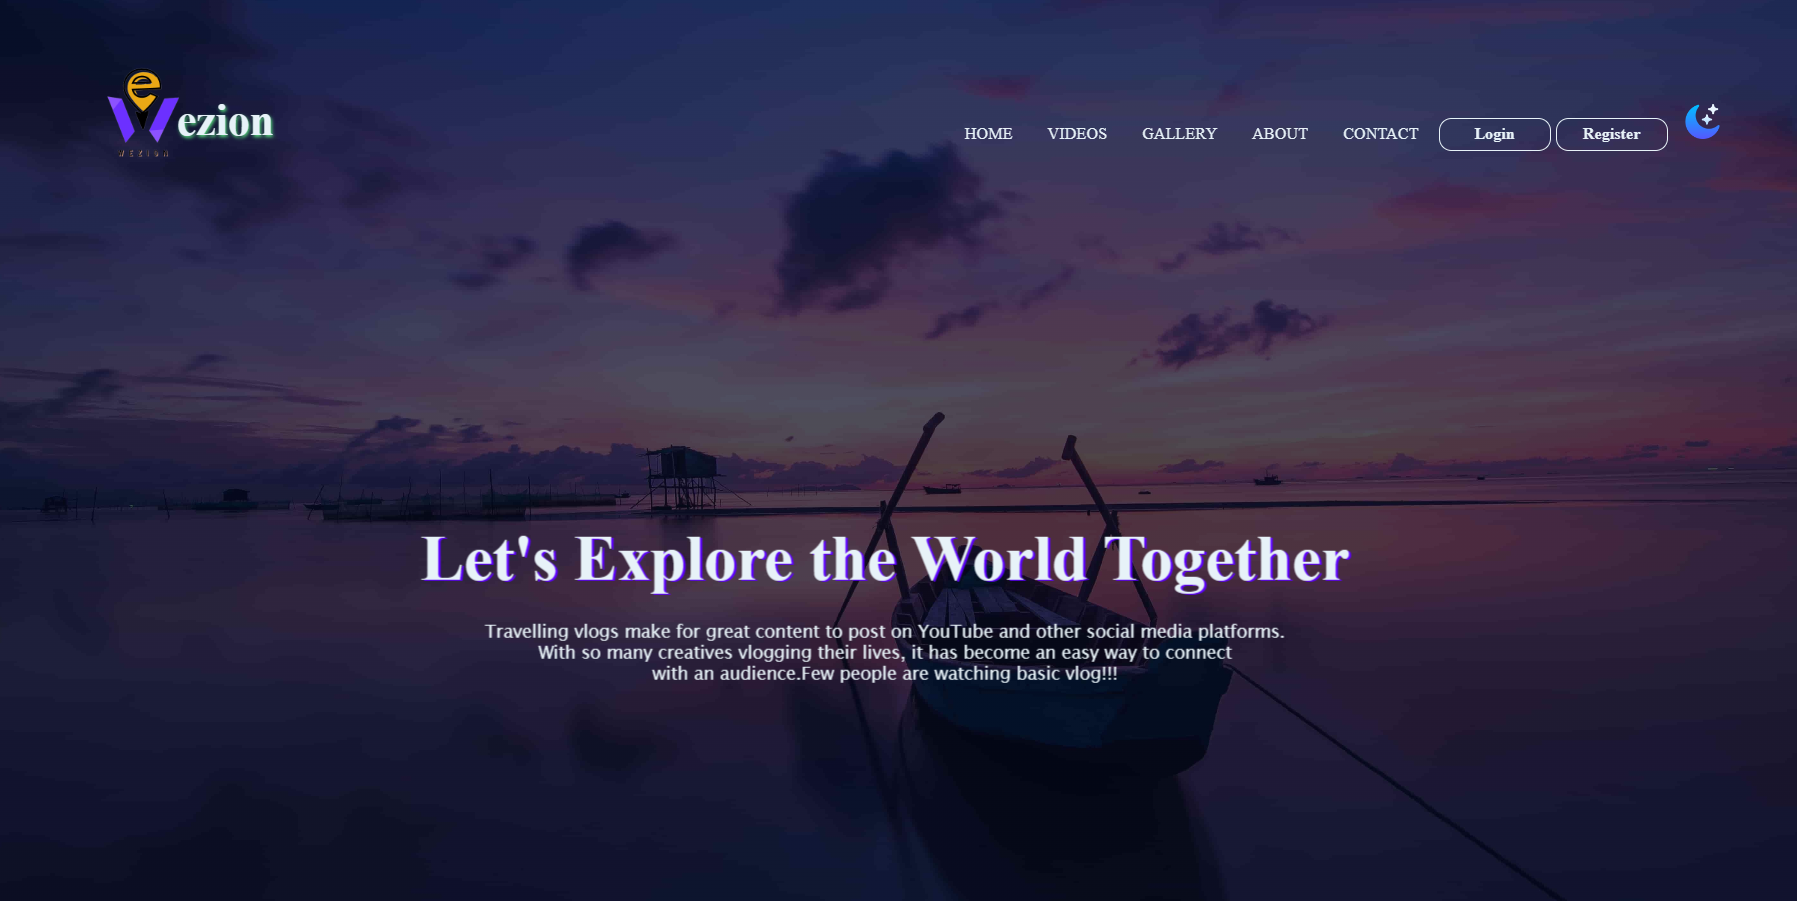 e
Wezion
WEZION
HOME VIDEOS GALLERY ABOUT CONTACT Login Register
Let's Explore the World Together
Travelling vlogs make for great content to post on YouTube and other social media platforms.
With so many creatives vlogging their lives, it has become an easy way to connect
with an audience.Few people are watching basic vlog!!!